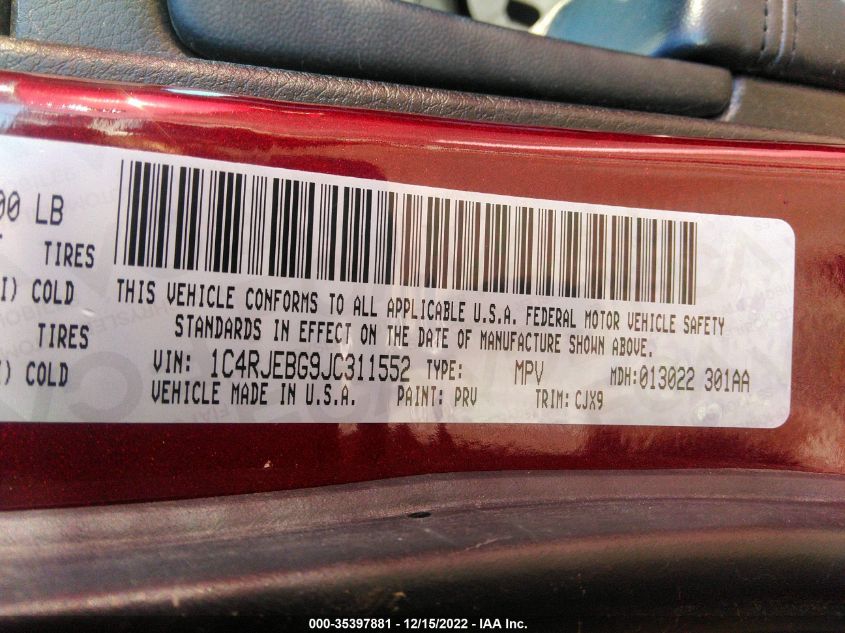 00 LB
TIRES
I) COLD
TIRES
) COLD
THIS VEHICLE CONFORMS TO ALL APPLICABLE U.S.A. FEDERAL MOTOR VEHICLE SAFETY
STANDARDS IN EFFECT ON THE DATE OF MANUFACTURE SHOWN ABOVE.
VIN: 1C4RJEBG9JC311552 TYPE: MPV MDH:013022 301AA
VEHICLE MADE IN U.S.A. PAINT: PRV TRIM: CJX9
000-35397881 - 12/15/2022 - IAA Inc.